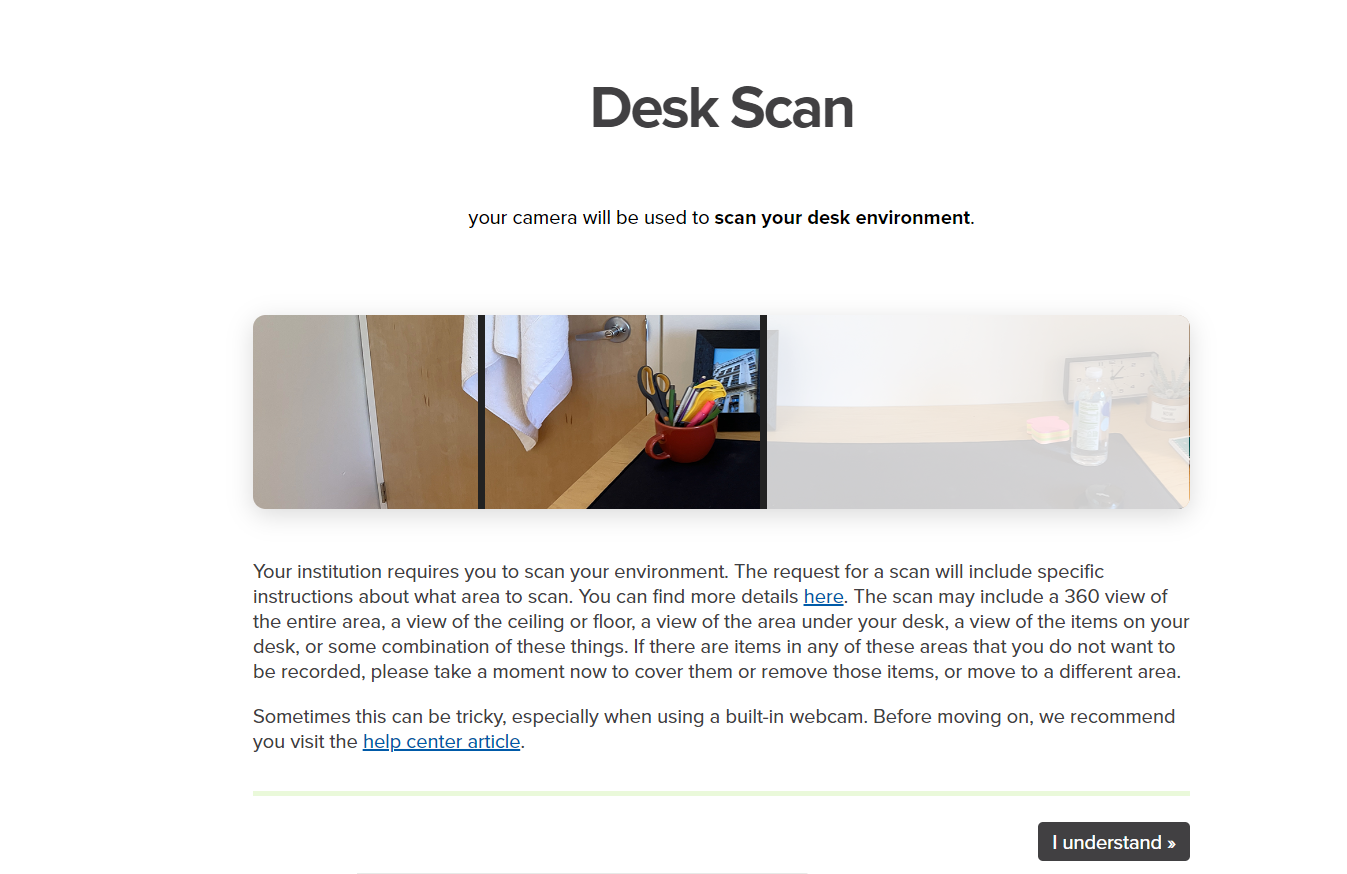 Desk Scan
your camera will be used to scan your desk environment.
Your institution requires you to scan your environment. The request for a scan will include specific
instructions about what area to scan. You can find more details here. The scan may include a 360 view of
the entire area, a view of the ceiling or floor, a view of the area under your desk, a view of the items on your
desk, or some combination of these things. If there are items in any of these areas that you do not want to
be recorded, please take a moment now to cover them or remove those items, or move to a different area.
Sometimes this can be tricky, especially when using a built-in webcam. Before moving on, we recommend
you visit the help center article.
I understand »